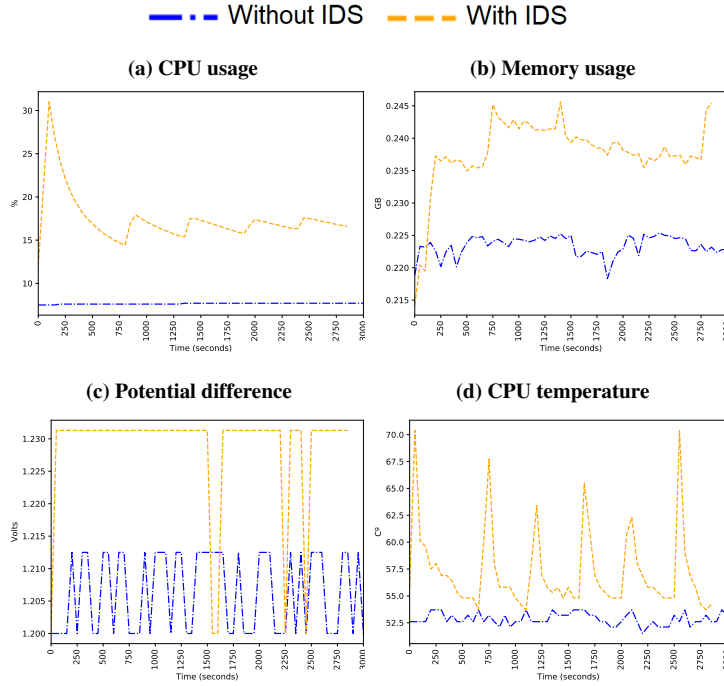 Without IDS With IDS
(a) CPU usage
30
25
20
15
10
%
0 250 500 750 1000 1250 1500 1750 2000 2250 2500 2750 3000
Time (seconds)
(b) Memory usage
0.245
0.240
0.235
0.230
0.225
0.220
0.215
GB
0 250 500 750 1000 1250 1500 1750 2000 2250 2500 2750 3000
Time (seconds)
(c) Potential difference
1.230
1.220
1.210
1.205
1.200
Volts
0 250 500 750 1000 1250 1500 1750 2000 2250 2500 2750 3000
Time (seconds)
(d) CPU temperature
70.0
67.5
65.0
62.5
60.0
57.5
55.0
52.5
Cº
0 250 500 750 1000 1250 1500 1750 2000 2250 2500 2750 3000
Time (seconds)